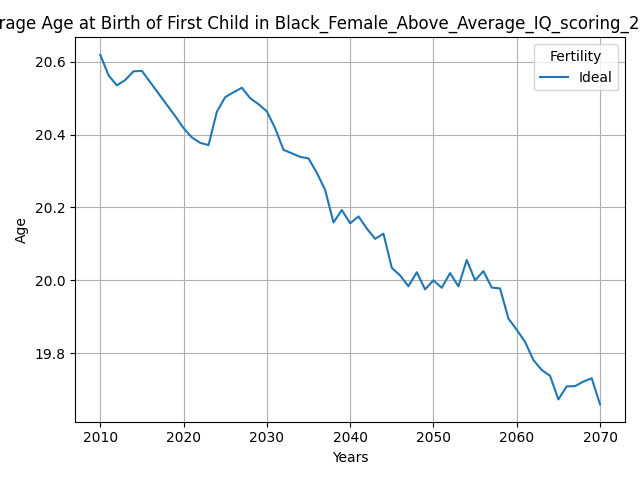 rage Age at Birth of First Child in Black_Female_Above_Average_IQ_scoring_2
Fertility
Ideal
20.6
20.4
20.2
20.0
19.8
Age
2010 2020 2030 2040 2050 2060 2070
Years